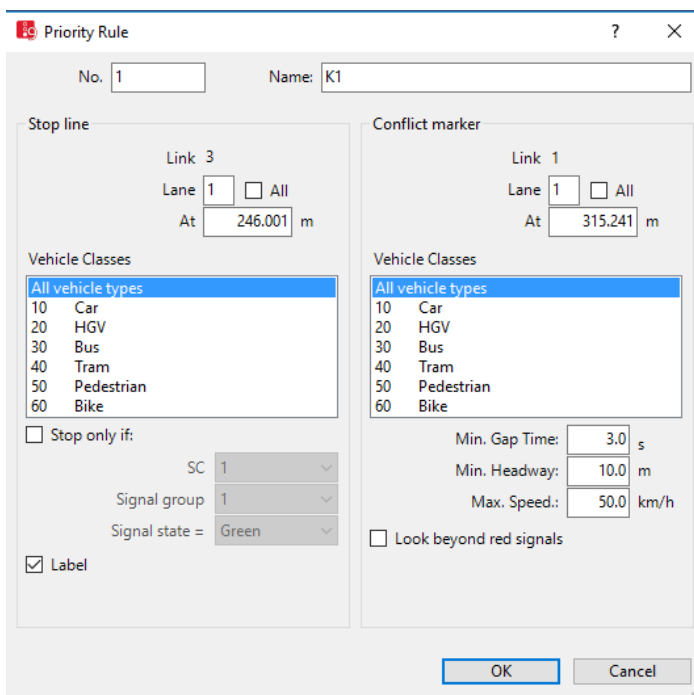 Priority Rule
No. 1 Name: K1
Stop line
Link 3
Lane 1 All
At 246.001 m
Vehicle Classes
All vehicle types
10 Car
20 HGV
30 Bus
40 Tram
50 Pedestrian
60 Bike
Stop only if:
SC 1
Signal group 1
Signal state = Green
Label
Conflict marker
Link 1
Lane 1 All
At 315.241 m
Vehicle Classes
All vehicle types
10 Car
20 HGV
30 Bus
40 Tram
50 Pedestrian
60 Bike
Min. Gap Time: 3.0 s
Min. Headway: 10.0 m
Max. Speed.: 50.0 km/h
Look beyond red signals
OK Cancel